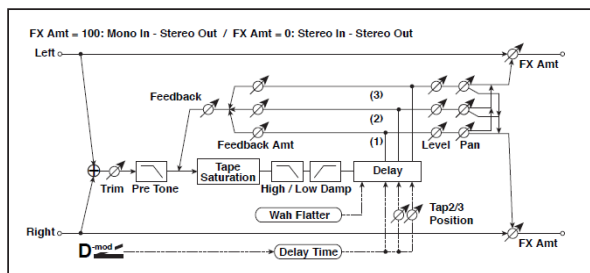 FX Amt = 100: Mono In - Stereo Out / FX Amt = 0: Stereo In - Stereo Out
Left
FX Amt
(3)
Feedback
(2)
(1)
Feedback Amt
Level
Pan
Trim
Pre Tone
Tape
Saturation
High / Low Damp
Delay
Wah Flatter
Tap2/3
Position
Right
FX Amt
D-mod
Delay Time